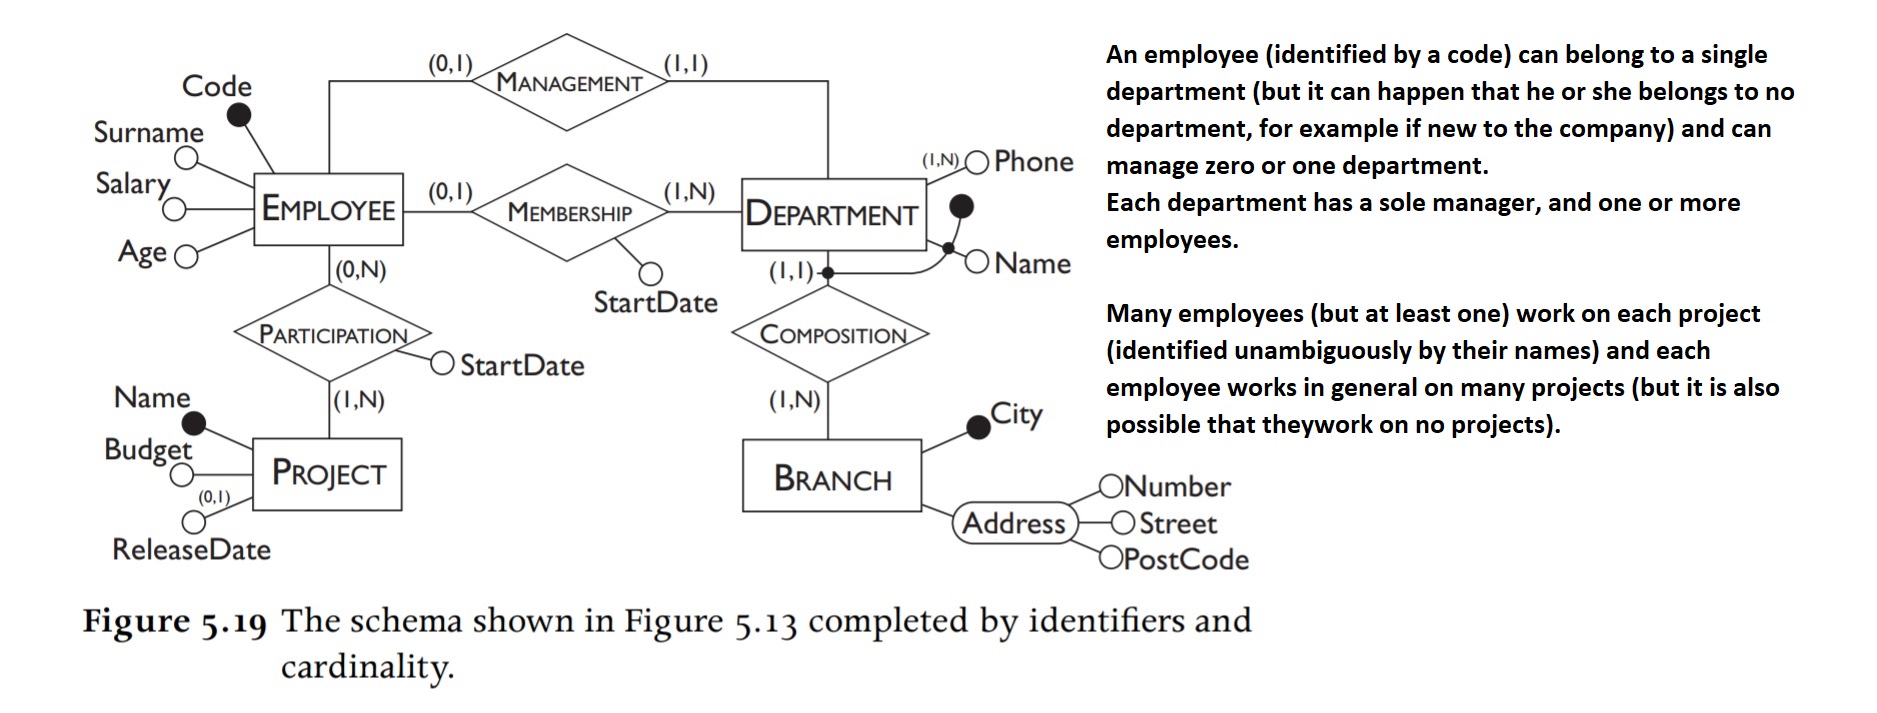 (0,1)
MANAGEMENT
(1,1)
Code
Surname
Salary
Age
EMPLOYEE
(0,1)
MEMBERSHIP
(1,N)
StartDate
DEPARTMENT
(1,N)
Phone
Name
(0,N)
PARTICIPATION
StartDate
(1,N)
(1,1)
COMPOSITION
(1,N)
Name
Budget
(0,1)
ReleaseDate
PROJECT
BRANCH
City
Address
Number
Street
PostCode
An employee (identified by a code) can belong to a single
department (but it can happen that he or she belongs to no
department, for example if new to the company) and can
manage zero or one department.
Each department has a sole manager, and one or more
employees.
Many employees (but at least one) work on each project
(identified unambiguously by their names) and each
employee works in general on many projects (but it is also
possible that theywork on no projects).
Figure 5.19 The schema shown in Figure 5.13 completed by identifiers and
cardinality.